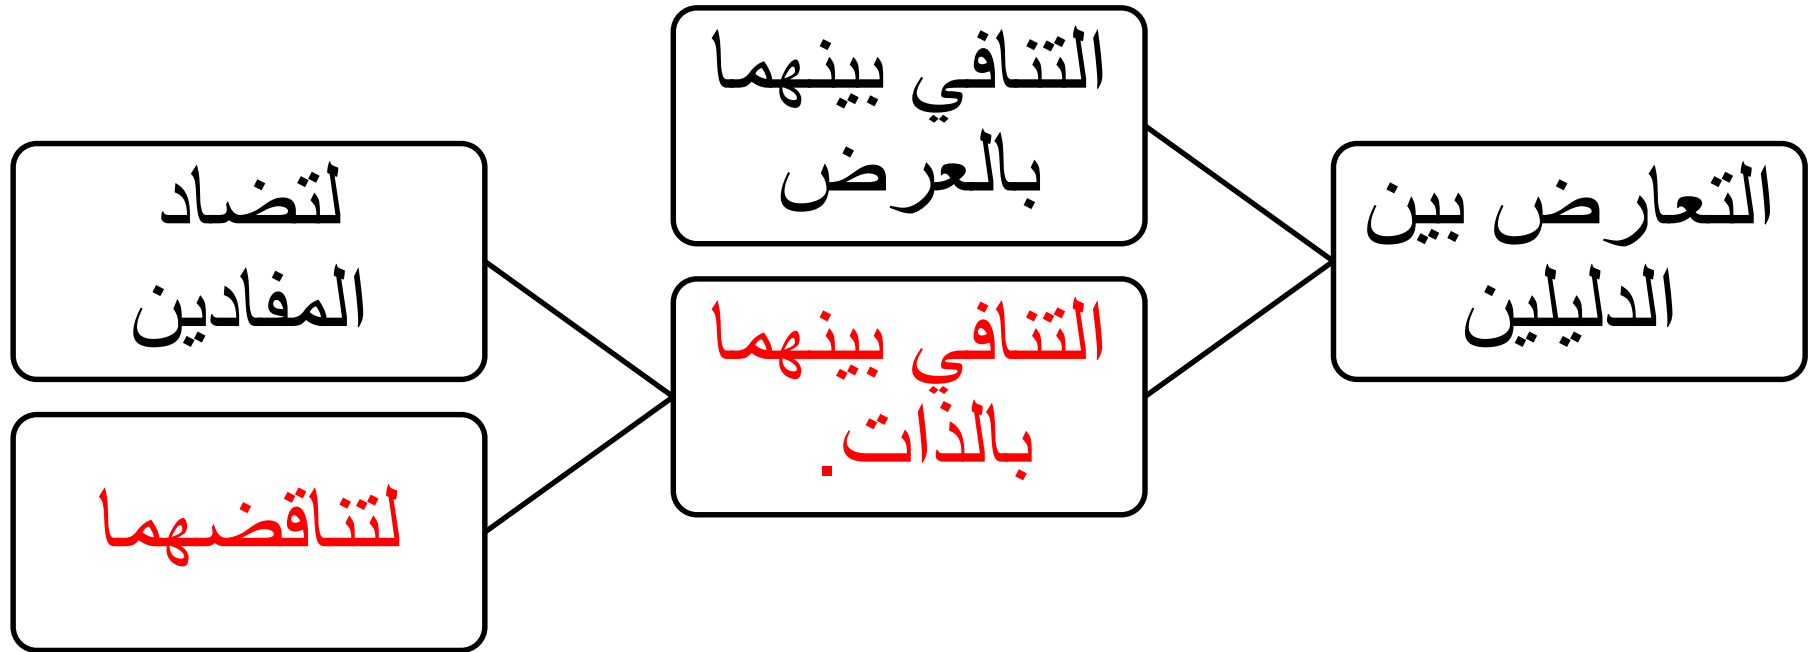 التعارض بين
الدليلين
التنافي بينهما
بالعرض
التنافي بينهما
بالذات.
لتضاد
المفادين
لتناقضهما